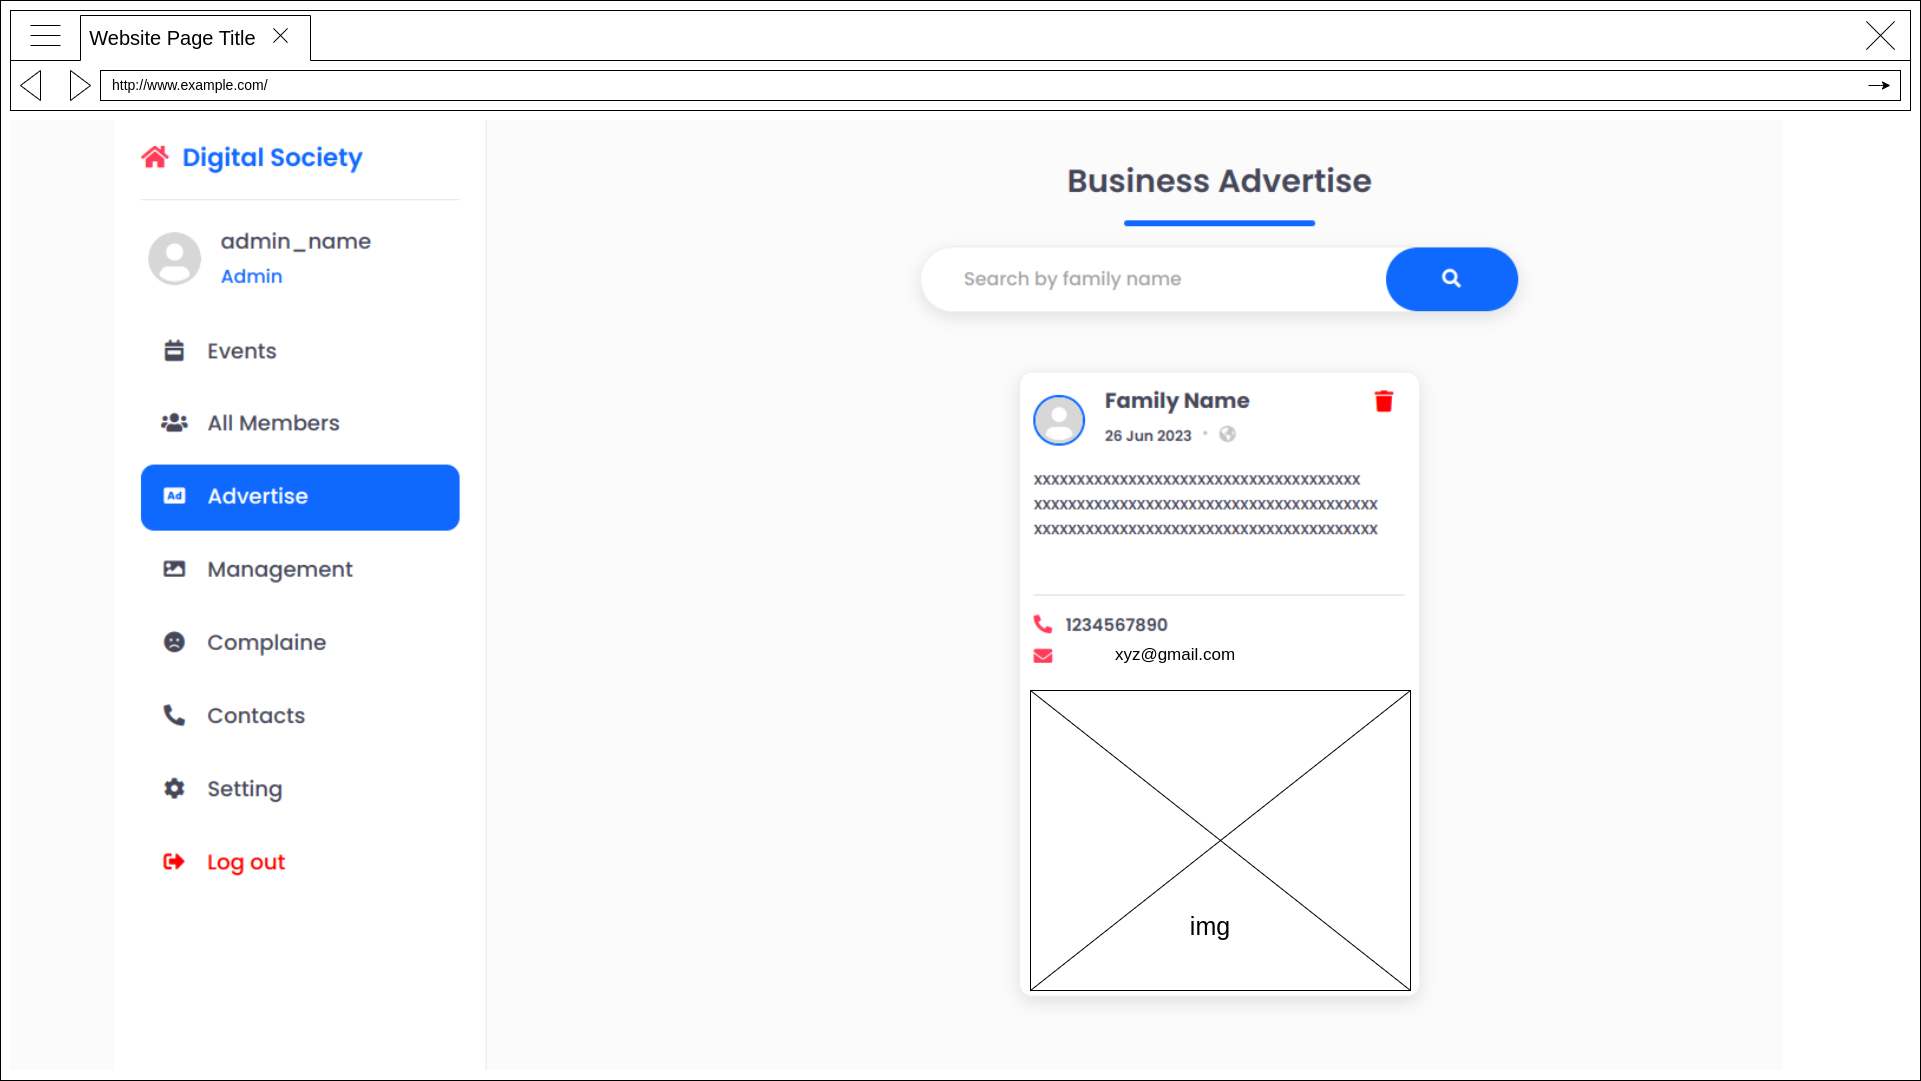 Website Page Title
http://www.example.com/
Digital Society
admin_name
Admin
Events
All Members
Ad Advertise
Management
Complaine
Contacts
Setting
Log out
Business Advertise
Search by family name
Family Name
26 Jun 2023
xxxxxxxxxxxxxxxxxxxxxxxxxxxxxxxxxxxxxx
xxxxxxxxxxxxxxxxxxxxxxxxxxxxxxxxxxxxxxxx
xxxxxxxxxxxxxxxxxxxxxxxxxxxxxxxxxxxxxxxx
1234567890
xyz@gmail.com
img